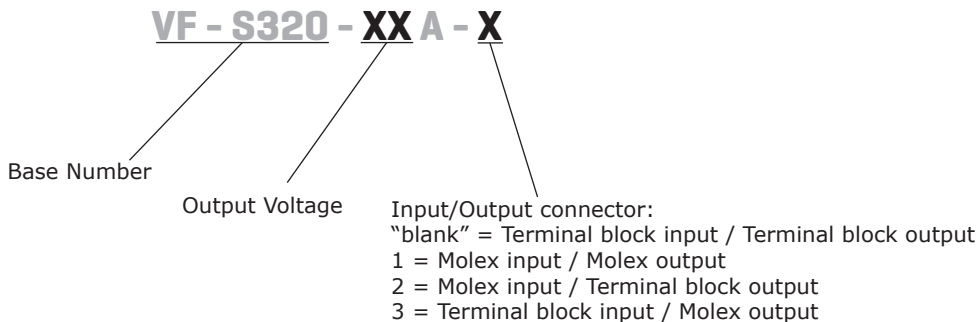 VF - S320 - XX A - X
Base Number
Output Voltage
Input/Output connector:
“blank” = Terminal block input / Terminal block output
1 = Molex input / Molex output
2 = Molex input / Terminal block output
3 = Terminal block input / Molex output